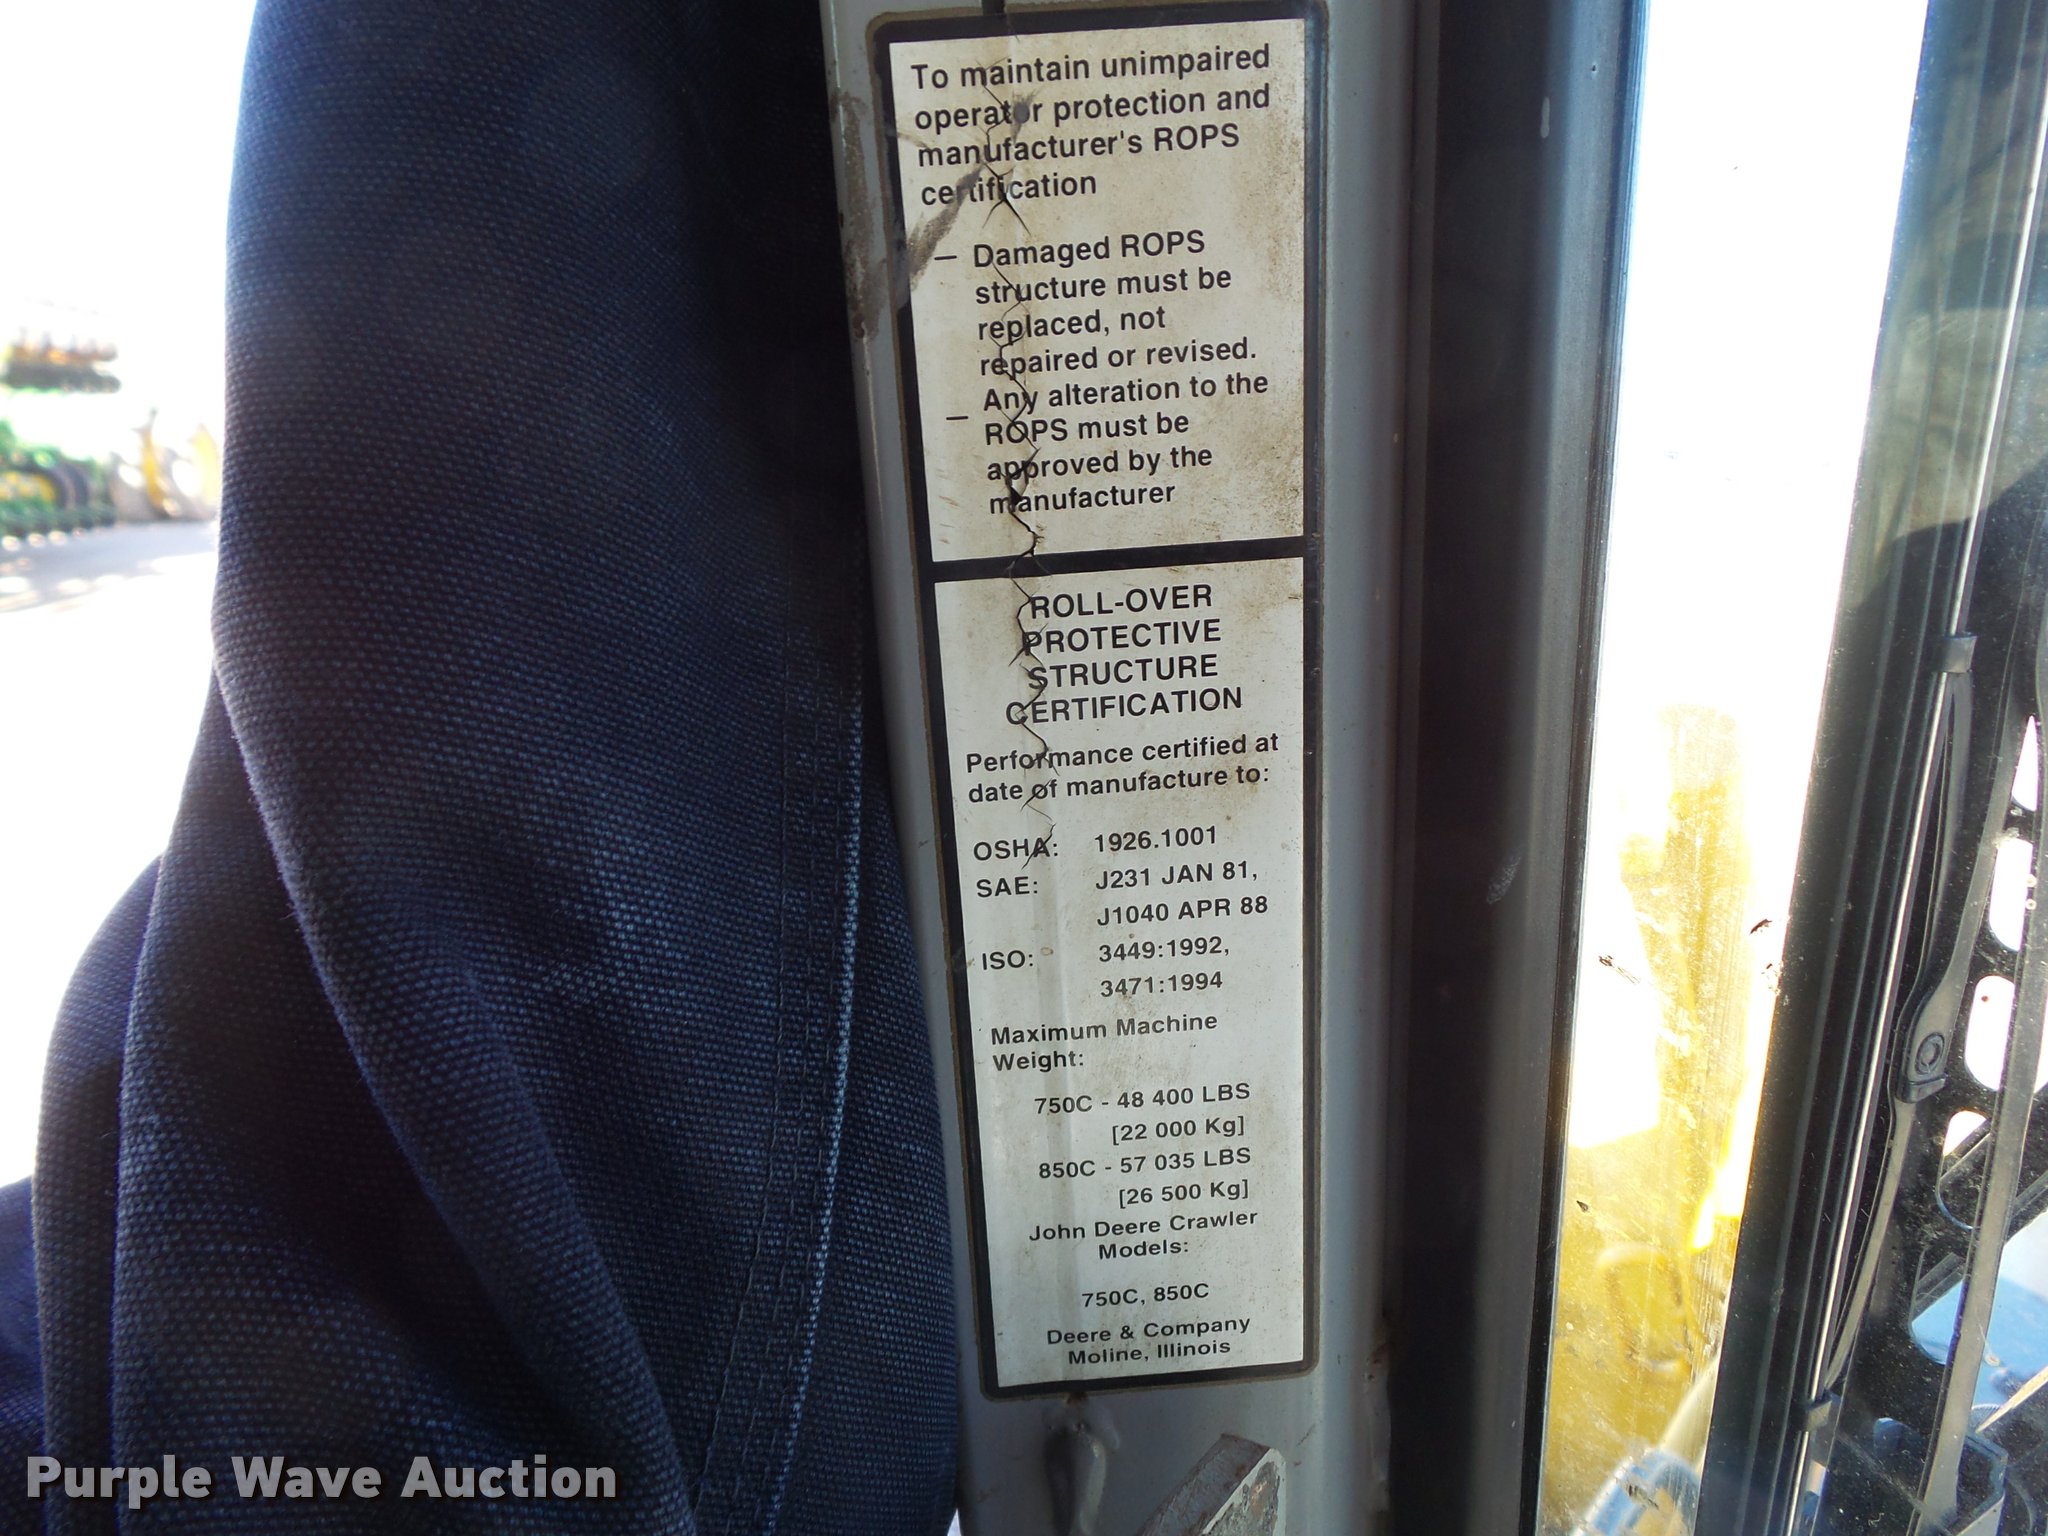 To maintain unimpaired
operator protection and
manufacturer's ROPS
certification
— Damaged ROPS
structure must be
replaced, not
repaired or revised.
— Any alteration to the
ROPS must be
approved by the
manufacturer
ROLL-OVER
PROTECTIVE
STRUCTURE
CERTIFICATION
Performance certified at
date of manufacture to:
OSHA: 1926.1001
SAE: J231 JAN 81,
J1040 APR 88
ISO: 3449:1992,
3471:1994
Maximum Machine
Weight:
750C - 48 400 LBS
[22 000 Kg]
850C - 57 035 LBS
[26 500 Kg]
John Deere Crawler
Models:
750C, 850C
Deere & Company
Moline, Illinois
Purple Wave Auction